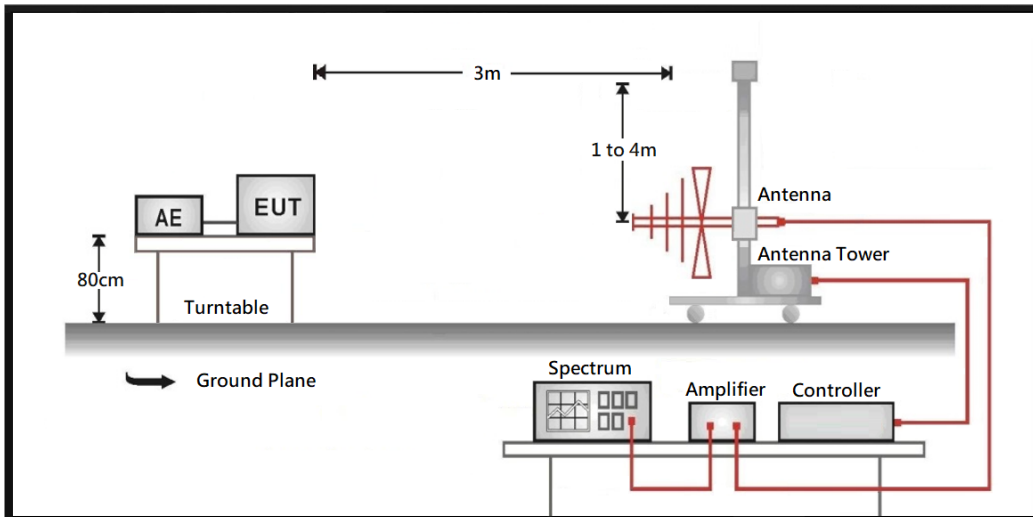 3m
1 to 4m
Antenna
AE
EUT
Antenna Tower
80cm
Turntable
Ground Plane
Spectrum
Amplifier
Controller